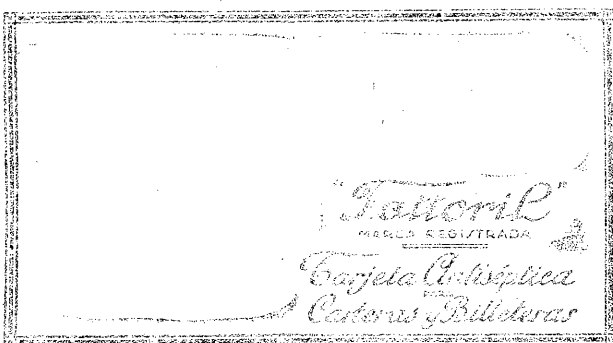 "Fattoril"
MARCA REGISTRADA
Tarjeta Antiséptica
PARA
Carteras y Billeteras